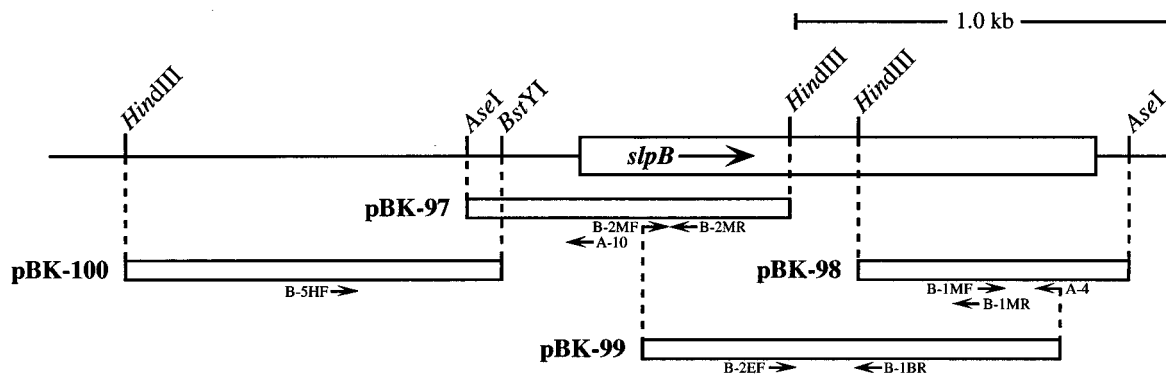 1.0 kb
HindIII
AseI
BstYI
HindIII
HindIII
AseI
slpB
pBK-97
B-2MF
B-2MR
A-10
pBK-100
B-5HF
pBK-98
B-1MF
A-4
B-1MR
pBK-99
B-2EF
B-1BR